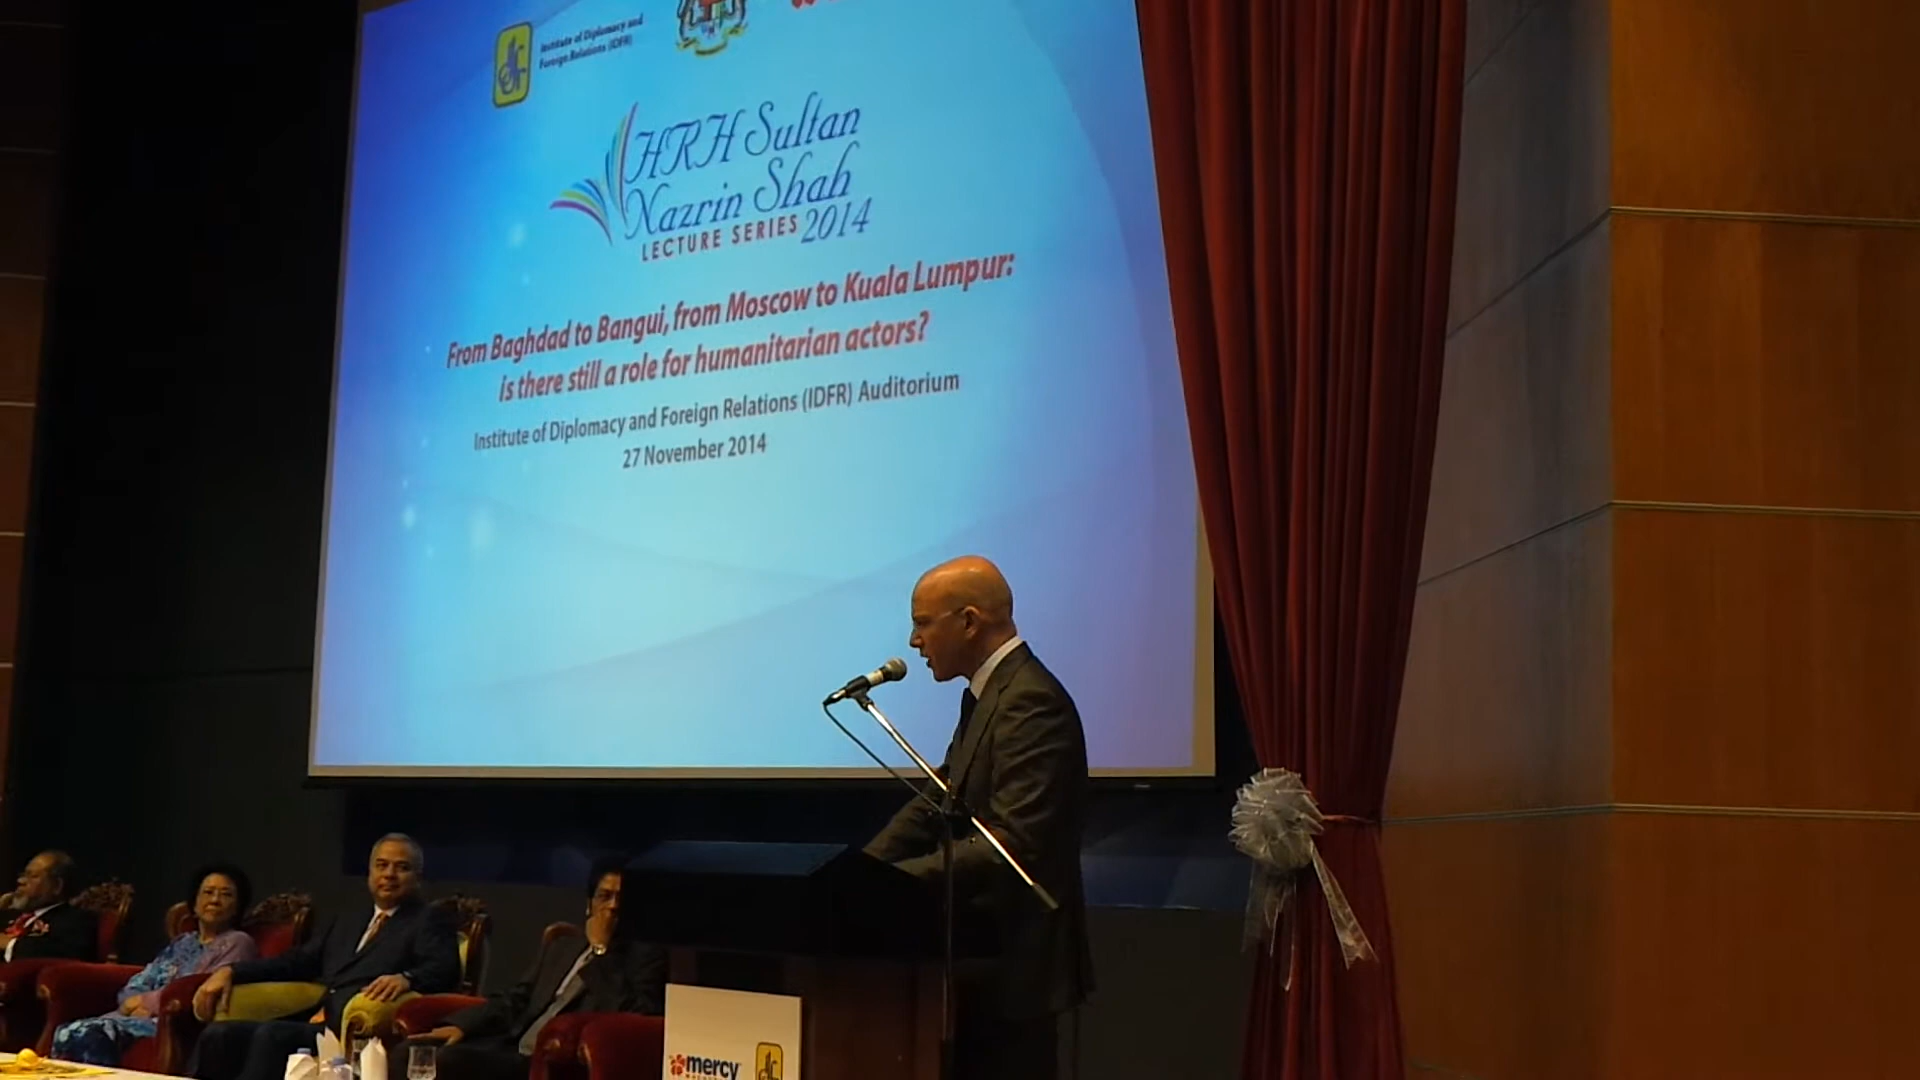 Institute of Diplomacy and
Foreign Relations (IDFR)
HRH Sultan
Nazrin Shah
LECTURE SERIES 2014
From Baghdad to Bangui, from Moscow to Kuala Lumpur:
is there still a role for humanitarian actors?
Institute of Diplomacy and Foreign Relations (IDFR) Auditorium
27 November 2014
mercy